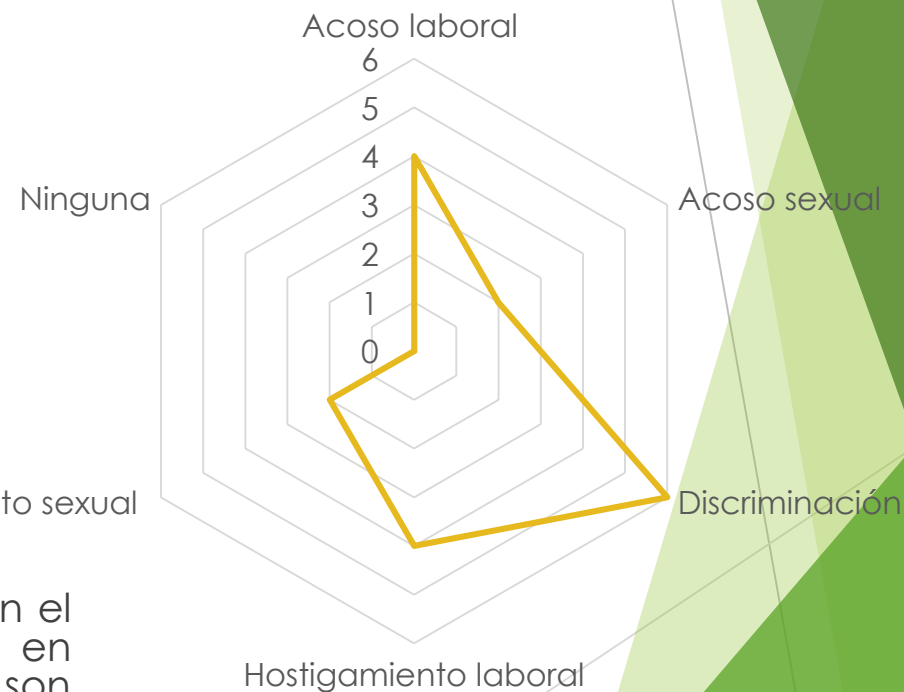 Acoso laboral
6
5
4
3
2
1
0
Ninguna
Acoso sexual
to sexual
Discriminación
n el
en
son
Hostigamiento laboral